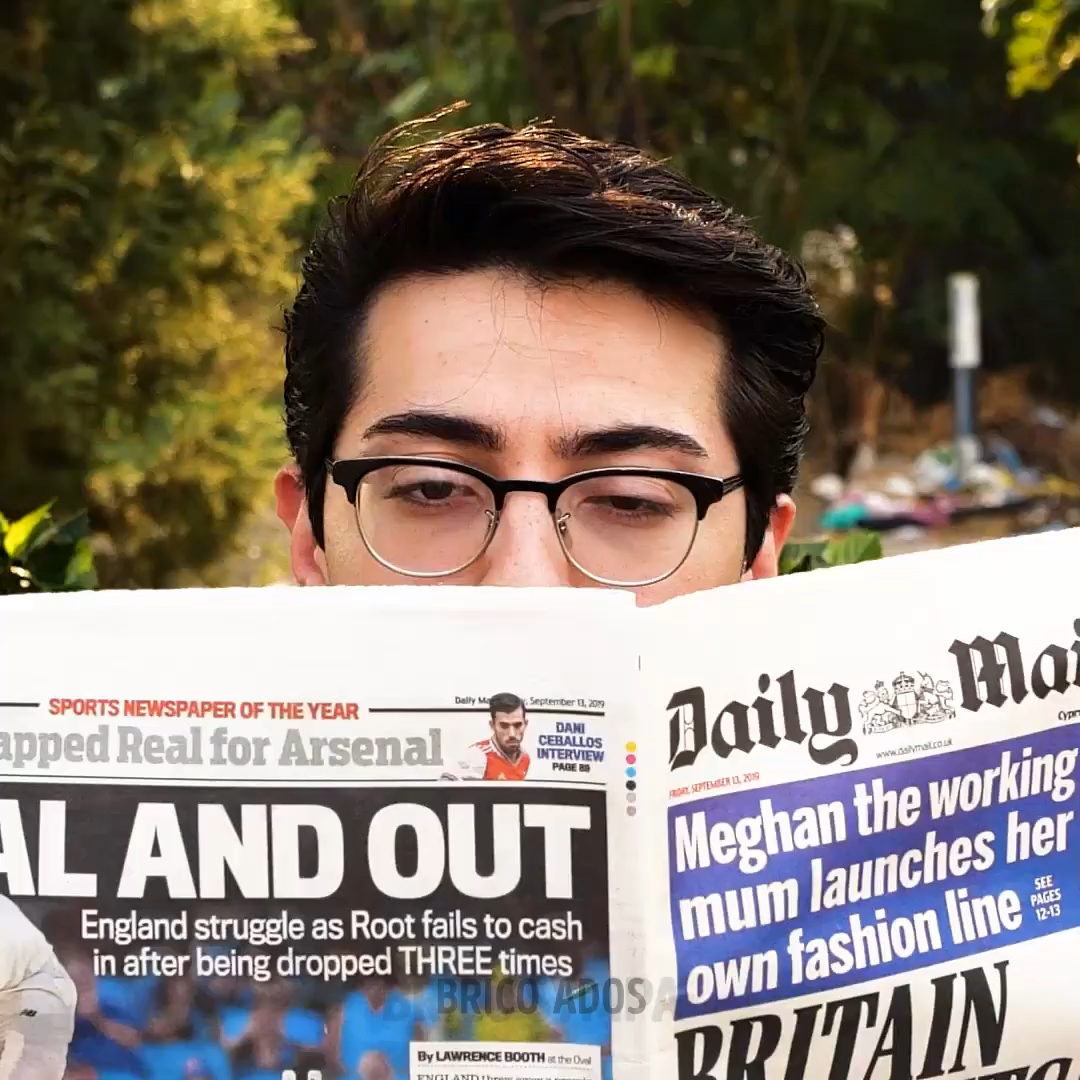 SPORTS NEWSPAPER OF THE YEAR
Daily Ma
September 13, 2019
apped Real for Arsenal
DANI
CEBALLOS
INTERVIEW
PAGE 89
AL AND OUT
England struggle as Root fails to cash
in after being dropped THREE times
By LAWRENCE BOOTH at the Oval
Daily Mai
www.dailymail.co.uk
FRIDAY, SEPTEMBER 13, 2019
Meghan the working
mum launches her
own fashion line
SEE
PAGES
12-13
BRITAIN
BRICO ADOS